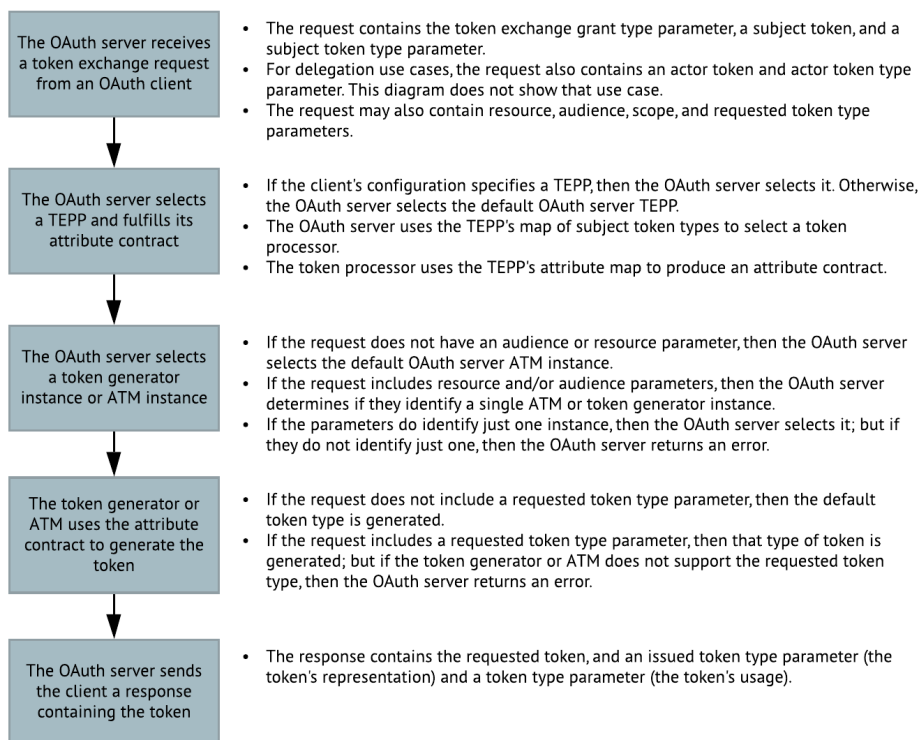 The OAuth server receives
a token exchange request
from an OAuth client
• The request contains the token exchange grant type parameter, a subject token, and a
subject token type parameter.
• For delegation use cases, the request also contains an actor token and actor token type
parameter. This diagram does not show that use case.
• The request may also contain resource, audience, scope, and requested token type
parameters.
The OAuth server selects
a TEPP and fulfills its
attribute contract
• If the client's configuration specifies a TEPP, then the OAuth server selects it. Otherwise,
the OAuth server selects the default OAuth server TEPP.
• The OAuth server uses the TEPP's map of subject token types to select a token
processor.
• The token processor uses the TEPP's attribute map to produce an attribute contract.
The OAuth server selects
a token generator
instance or ATM instance
• If the request does not have an audience or resource parameter, then the OAuth server
selects the default OAuth server ATM instance.
• If the request includes resource and/or audience parameters, then the OAuth server
determines if they identify a single ATM or token generator instance.
• If the parameters do identify just one instance, then the OAuth server selects it; but if
they do not identify just one, then the OAuth server returns an error.
The token generator or
ATM uses the attribute
contract to generate the
token
• If the request does not include a requested token type parameter, then the default
token type is generated.
• If the request includes a requested token type parameter, then that type of token is
generated; but if the token generator or ATM does not support the requested token
type, then the OAuth server returns an error.
The OAuth server sends
the client a response
containing the token
• The response contains the requested token, and an issued token type parameter (the
token's representation) and a token type parameter (the token's usage).